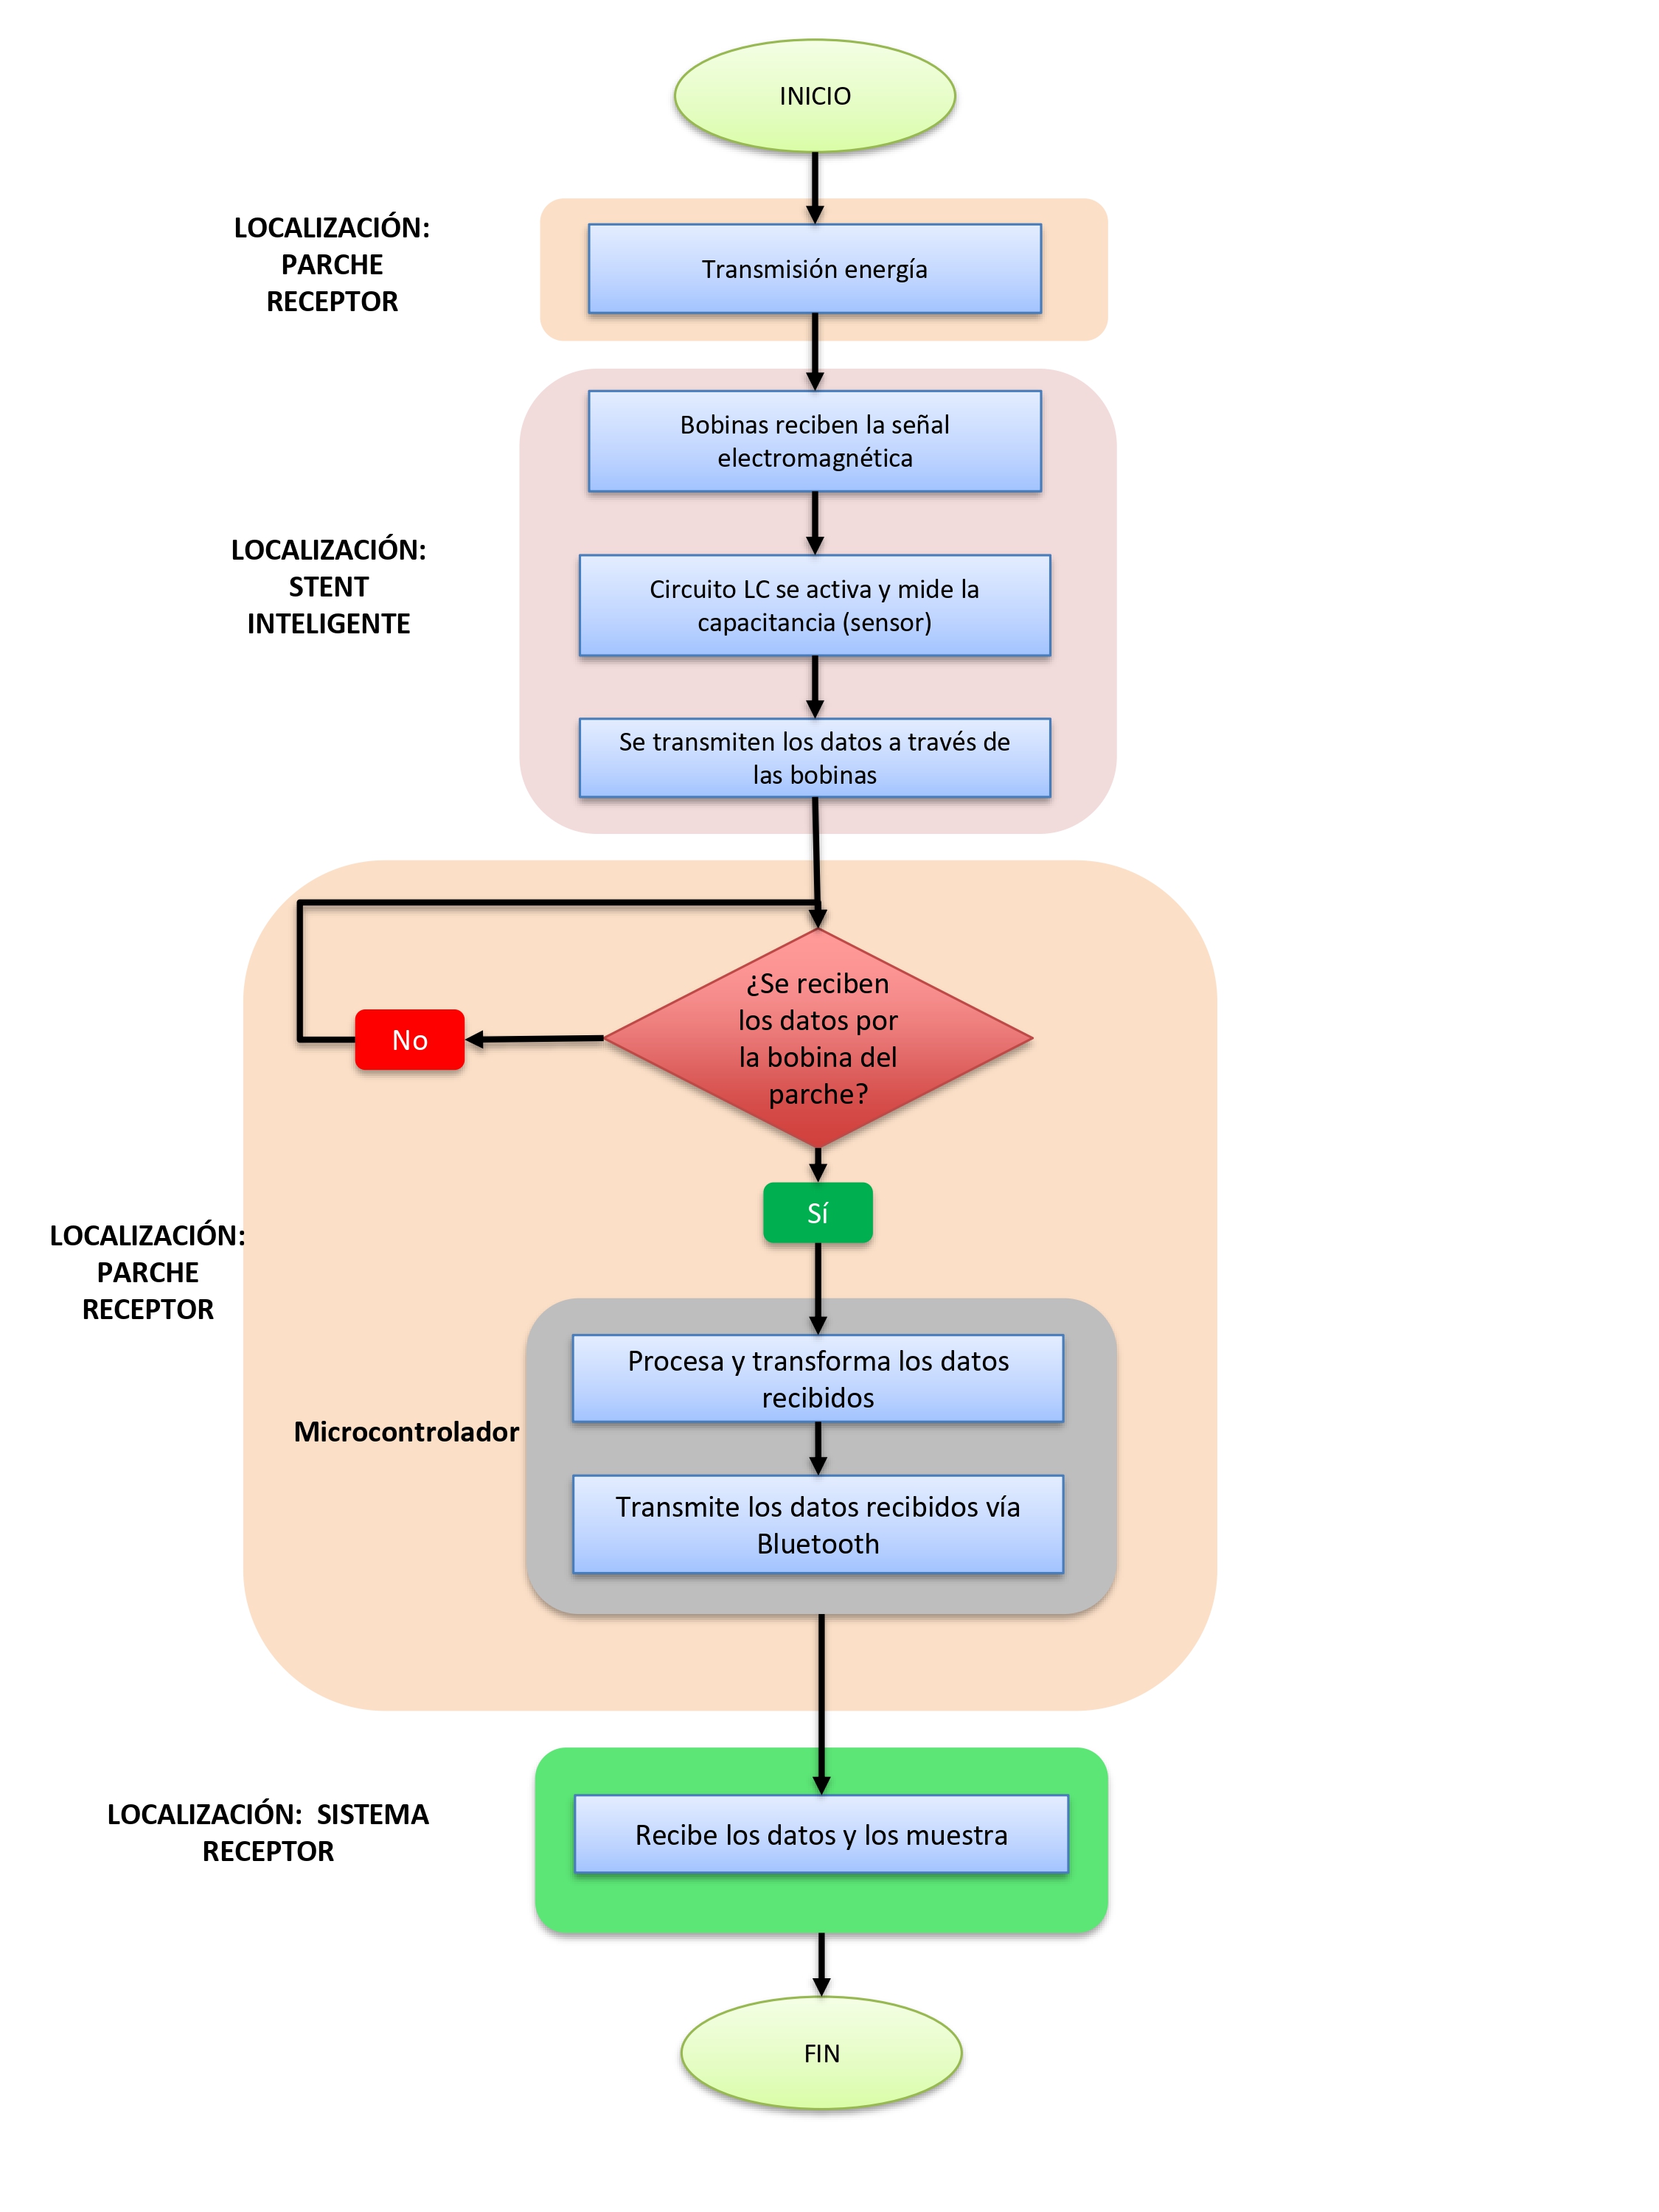 INICIO
LOCALIZACIÓN:
PARCHE
RECEPTOR
Transmisión energía
Bobinas reciben la señal
electromagnética
LOCALIZACIÓN:
STENT
INTELIGENTE
Circuito LC se activa y mide la
capacitancia (sensor)
Se transmiten los datos a través de
las bobinas
¿Se reciben
los datos por
la bobina del
parche?
No
Sí
LOCALIZACIÓN:
PARCHE
RECEPTOR
Procesa y transforma los datos
recibidos
Microcontrolador
Transmite los datos recibidos vía
Bluetooth
LOCALIZACIÓN:  SISTEMA
RECEPTOR
Recibe los datos y los muestra
FIN